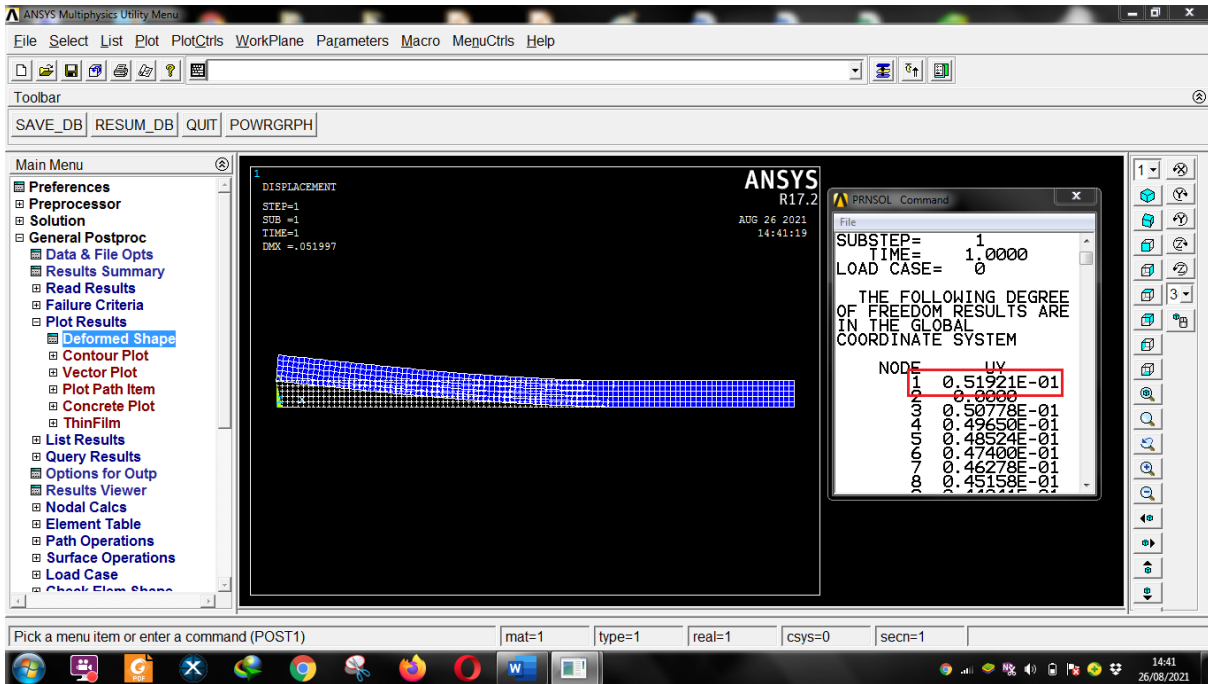 ANSYS Multiphysics Utility Menu
File Select List Plot PlotCtrls WorkPlane Parameters Macro MenuCtrls Help
Toolbar
SAVE_DB RESUM_DB QUIT POWRGRPH
Main Menu
Preferences
Preprocessor
Solution
General Postproc
Data & File Opts
Results Summary
Read Results
Failure Criteria
Plot Results
Deformed Shape
Contour Plot
Vector Plot
Plot Path Item
Concrete Plot
ThinFilm
List Results
Query Results
Options for Outp
Results Viewer
Nodal Calcs
Element Table
Path Operations
Surface Operations
Load Case
Check Elem Shape
1
DISPLACEMENT
STEP=1
SUB =1
TIME=1
DMX =.051997
ANSYS
R17.2
AUG 26 2021
14:41:19
X
PRNSOL Command
File
SUBSTEP= 1
TIME= 1.0000
LOAD CASE= 0
THE FOLLOWING DEGREE
OF FREEDOM RESULTS ARE
IN THE GLOBAL
COORDINATE SYSTEM
NODE UY
1 0.51921E-01
2 0.0000
3 0.50778E-01
4 0.49650E-01
5 0.48524E-01
6 0.47400E-01
7 0.46278E-01
8 0.45158E-01
1
3
Pick a menu item or enter a command (POST1) mat=1 type=1 real=1 csys=0 secn=1
14:41
26/08/2021